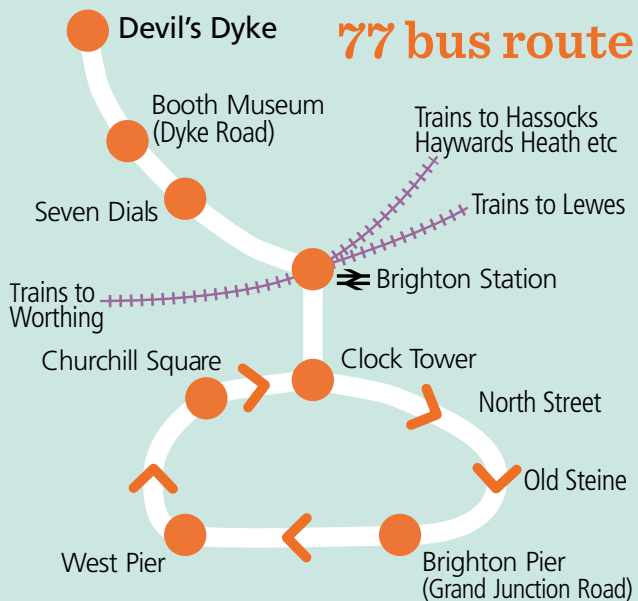 77 bus route
Devil's Dyke
Booth Museum
(Dyke Road)
Trains to Hassocks
Haywards Heath etc
Seven Dials
Trains to Lewes
Brighton Station
Trains to
Worthing
Churchill Square
Clock Tower
North Street
Old Steine
West Pier
Brighton Pier
(Grand Junction Road)